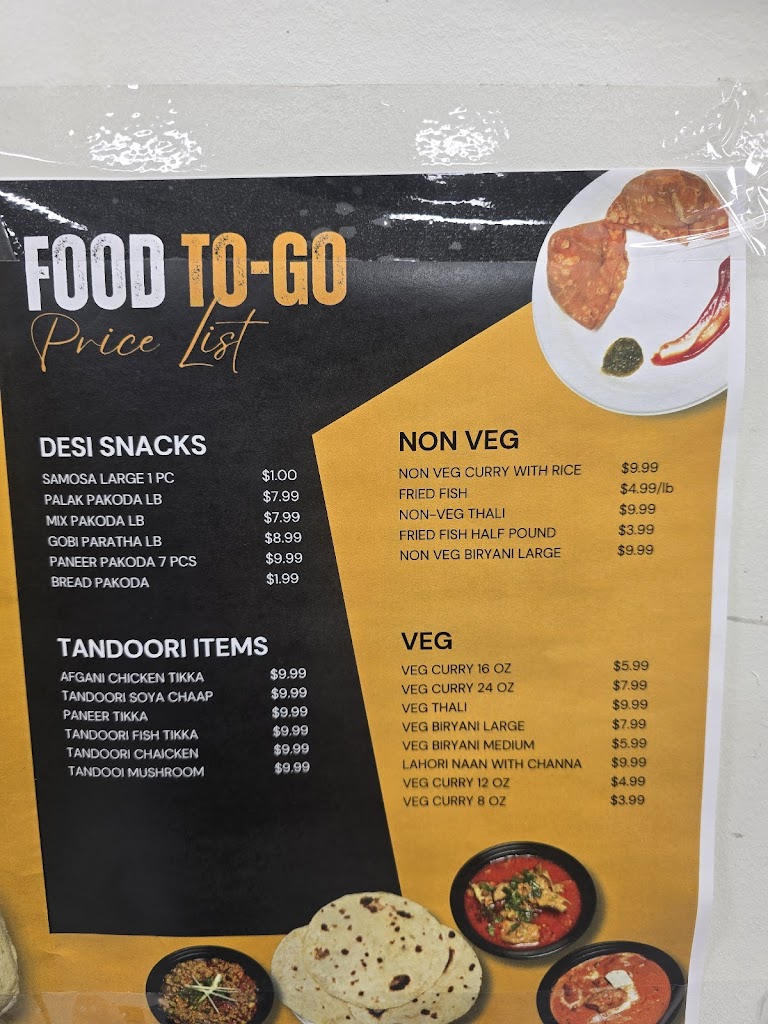 FOOD TO-GO
Price List
DESI SNACKS
SAMOSA LARGE 1 PC $1.00
PALAK PAKODA LB $7.99
MIX PAKODA LB $7.99
GOBI PARATHA LB $8.99
PANEER PAKODA 7 PCS $9.99
BREAD PAKODA $1.99
TANDOORI ITEMS
AFGANI CHICKEN TIKKA $9.99
TANDOORI SOYA CHAAP $9.99
PANEER TIKKA $9.99
TANDOORI FISH TIKKA $9.99
TANDOORI CHAICKEN $9.99
TANDOOI MUSHROOM $9.99
NON VEG
NON VEG CURRY WITH RICE $9.99
FRIED FISH $4.99/lb
NON-VEG THALI $9.99
FRIED FISH HALF POUND $3.99
NON VEG BIRYANI LARGE $9.99
VEG
VEG CURRY 16 OZ $5.99
VEG CURRY 24 OZ $7.99
VEG THALI $9.99
VEG BIRYANI LARGE $7.99
VEG BIRYANI MEDIUM $5.99
LAHORI NAAN WITH CHANNA $9.99
VEG CURRY 12 OZ $4.99
VEG CURRY 8 OZ $3.99